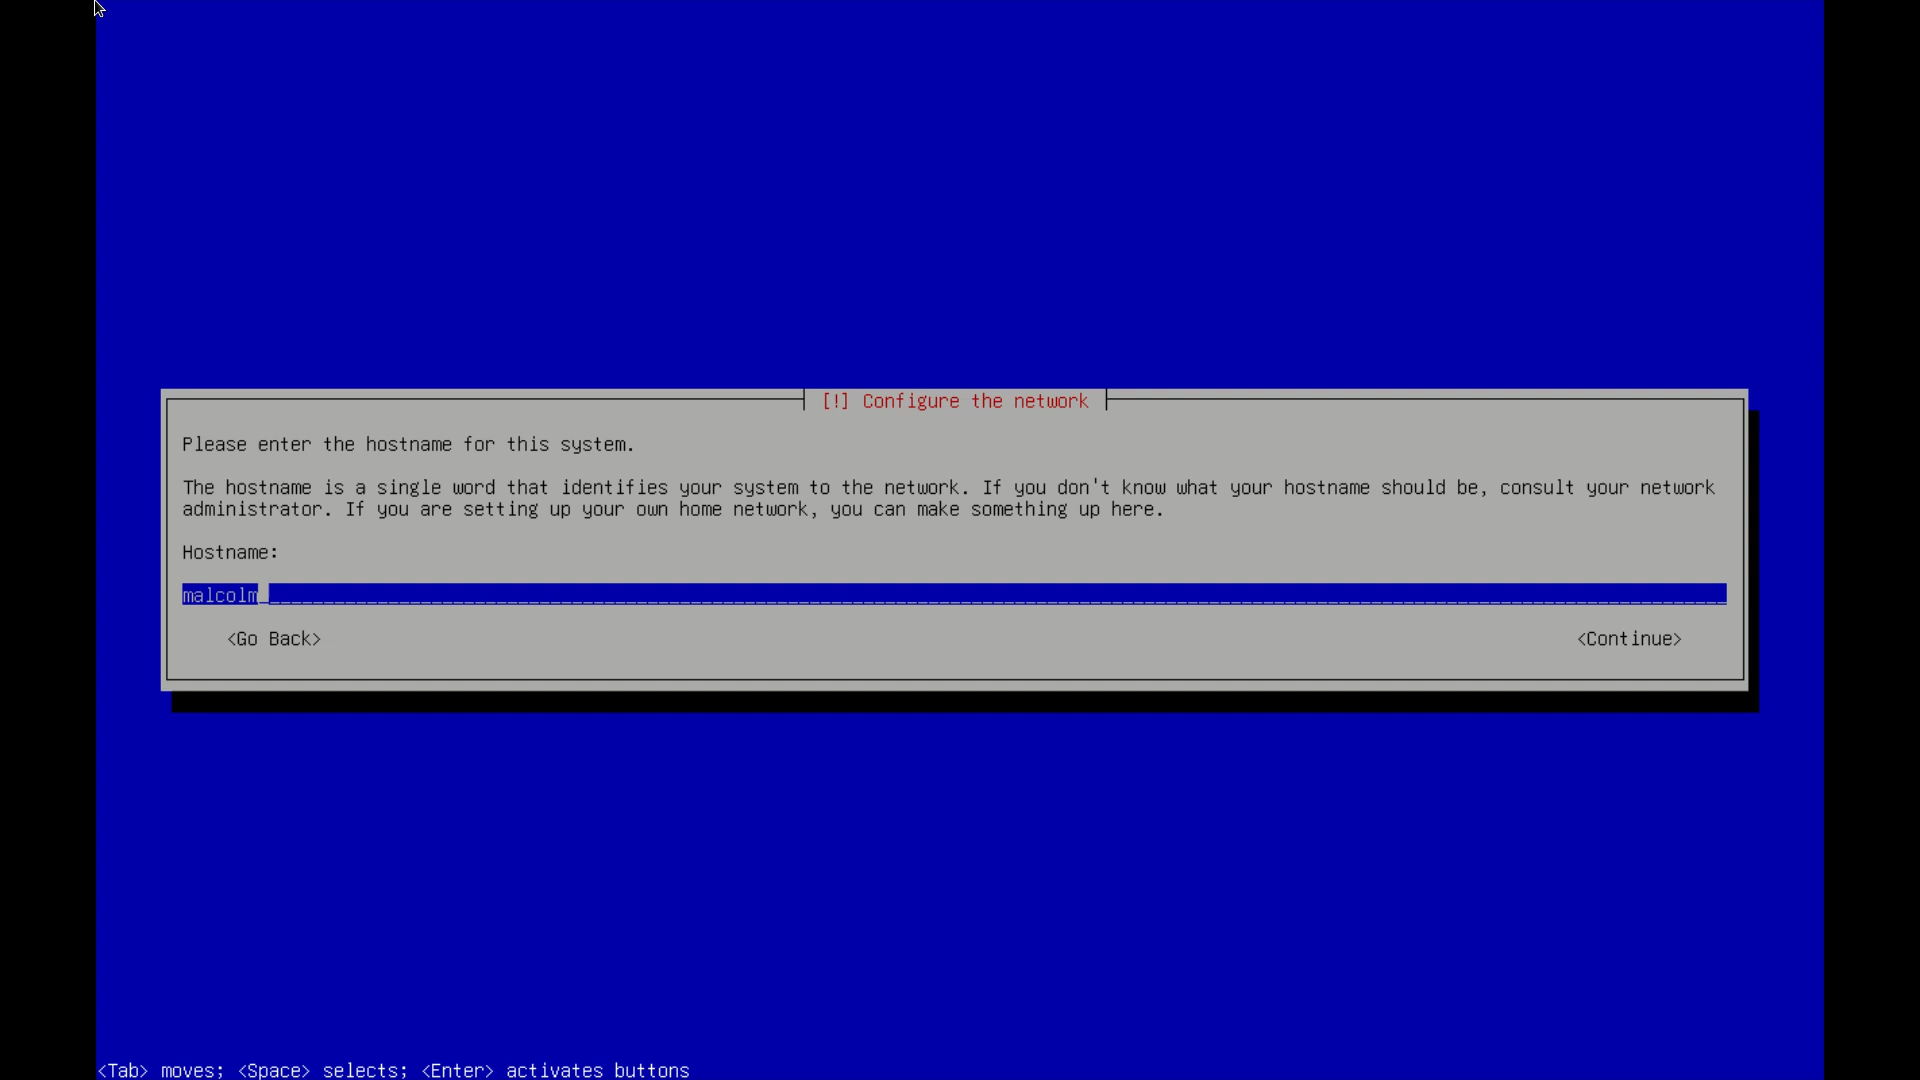 [!] Configure the network
Please enter the hostname for this system.
The hostname is a single word that identifies your system to the network. If you don't know what your hostname should be, consult your network
administrator. If you are setting up your own home network, you can make something up here.
Hostname:
malcolm
<Go Back> <Continue>
<Tab> moves; <Space> selects; <Enter> activates buttons